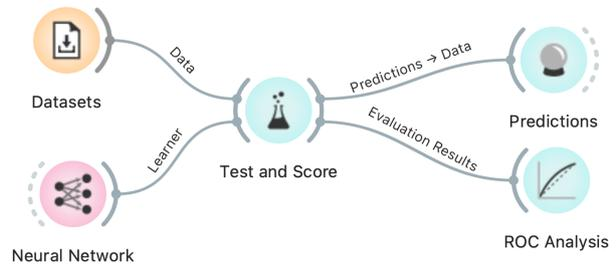 Datasets
Data
Neural Network
Learner
Test and Score
Predictions → Data
Evaluation Results
Predictions
ROC Analysis